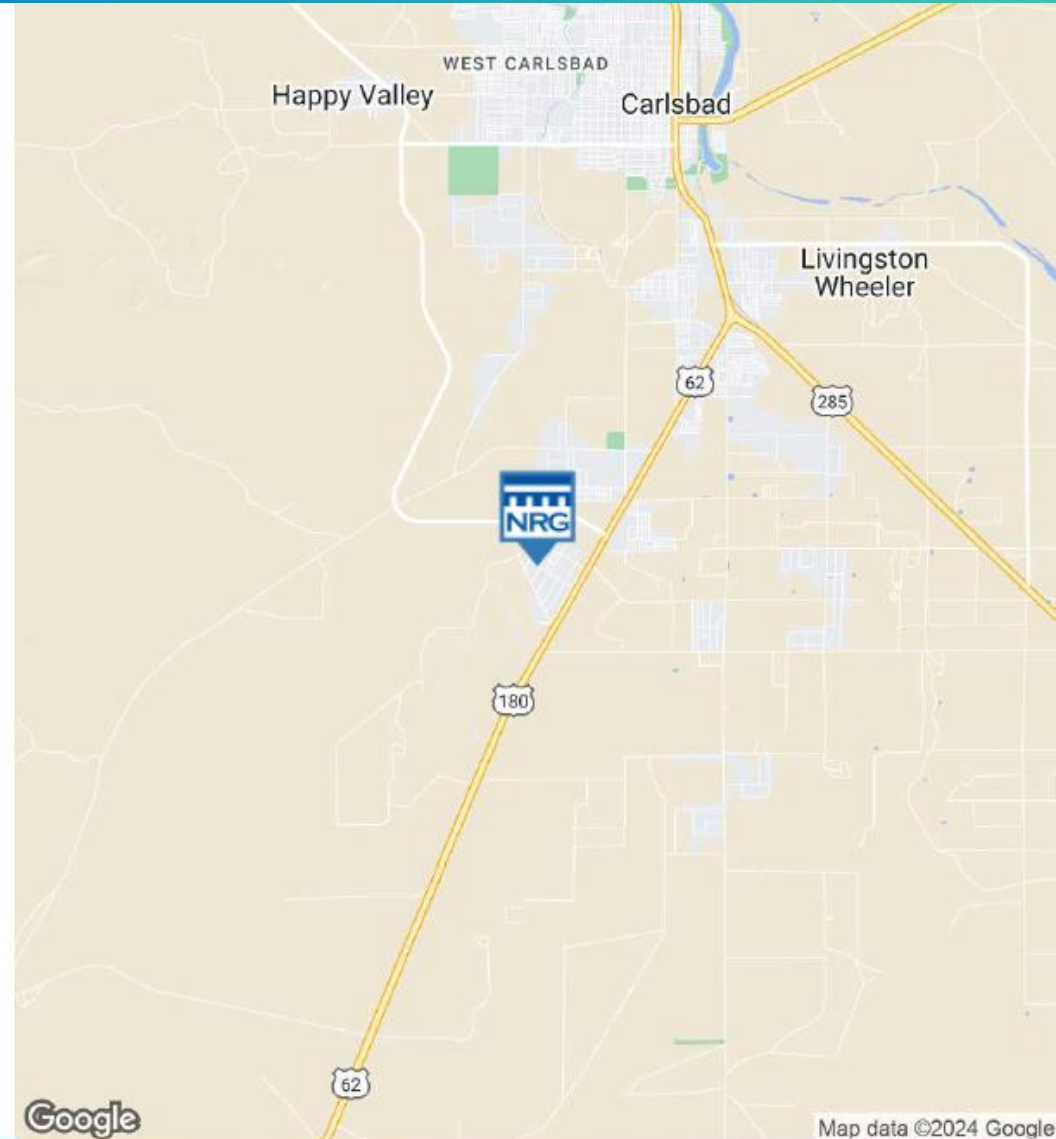 WEST CARLSBAD
Happy Valley
Carlsbad
Livingston
Wheeler
62
285
NRG
180
62
Google
Map data ©2024 Google